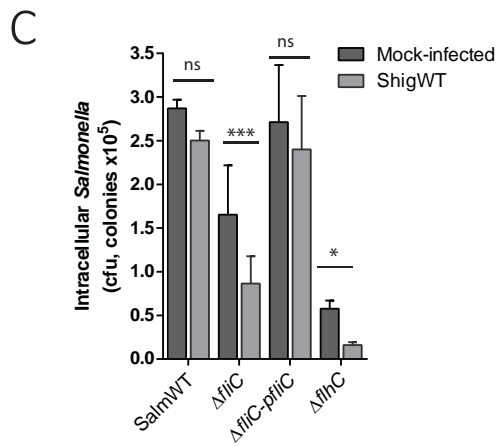 C
Mock-infected
ShigWT
Intracellular Salmonella
(cfu, colonies x10⁵)
3.5
3.0
2.5
2.0
1.5
1.0
0.5
0.0
ns
***
ns
*
SalmWT
ΔfliC
ΔfliC-pfliC
ΔflhC